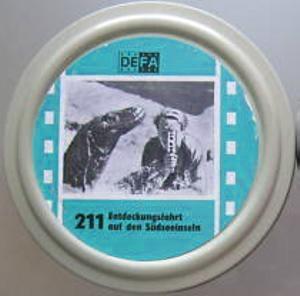 DEFA
211 Entdeckungsfahrt
auf den Südseeinseln